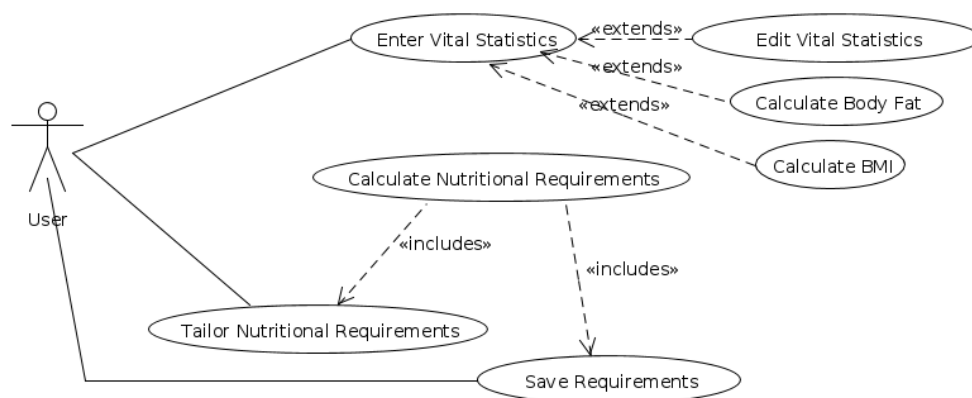 Enter Vital Statistics
«extends»
Edit Vital Statistics
«extends»
Calculate Body Fat
«extends»
Calculate BMI
Calculate Nutritional Requirements
User
«includes»
«includes»
Tailor Nutritional Requirements
Save Requirements